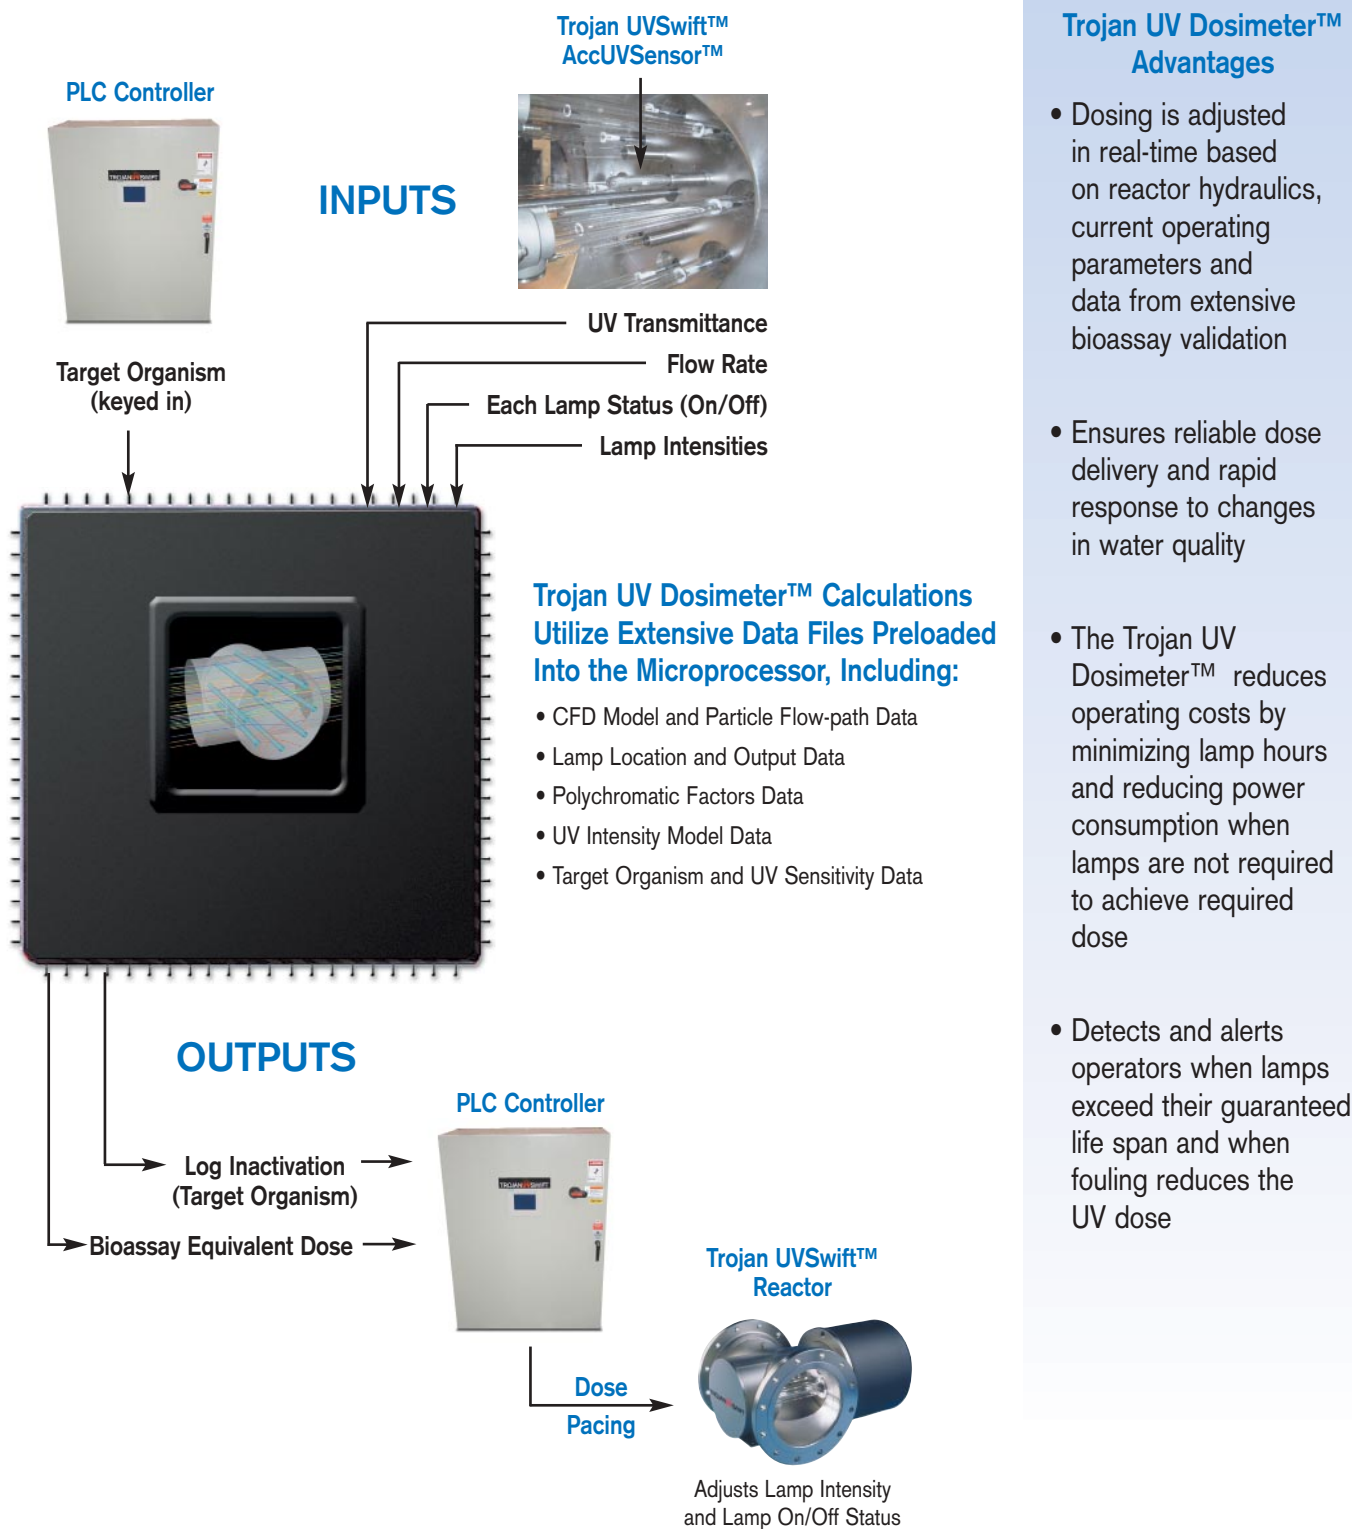 Trojan UVSwift™
AccUVSensor™
PLC Controller
TROJAN UV SWIFT
INPUTS
UV Transmittance
Flow Rate
Each Lamp Status (On/Off)
Lamp Intensities
Target Organism
(keyed in)
Trojan UV Dosimeter™ Calculations
Utilize Extensive Data Files Preloaded
Into the Microprocessor, Including:
• CFD Model and Particle Flow-path Data
• Lamp Location and Output Data
• Polychromatic Factors Data
• UV Intensity Model Data
• Target Organism and UV Sensitivity Data
OUTPUTS
Log Inactivation
(Target Organism)
Bioassay Equivalent Dose
PLC Controller
TROJAN UV SWIFT
Dose
Pacing
Trojan UVSwift™
Reactor
Adjusts Lamp Intensity
and Lamp On/Off Status
Trojan UV Dosimeter™
Advantages
• Dosing is adjusted
in real-time based
on reactor hydraulics,
current operating
parameters and
data from extensive
bioassay validation
• Ensures reliable dose
delivery and rapid
response to changes
in water quality
• The Trojan UV
Dosimeter™ reduces
operating costs by
minimizing lamp hours
and reducing power
consumption when
lamps are not required
to achieve required
dose
• Detects and alerts
operators when lamps
exceed their guaranteed
life span and when
fouling reduces the
UV dose